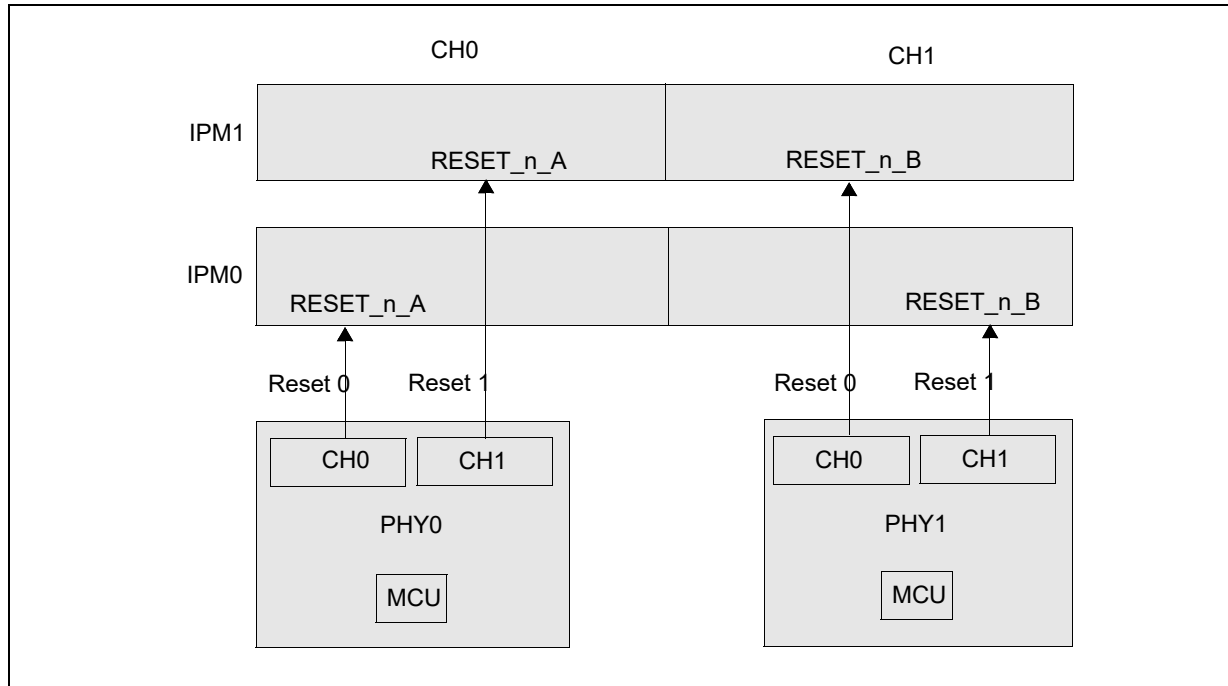 CH0 CH1
IPM1
RESET_n_A RESET_n_B
IPM0
RESET_n_A RESET_n_B
Reset 0 Reset 1 Reset 0 Reset 1
CH0 CH1 CH0 CH1
PHY0 PHY1
MCU MCU